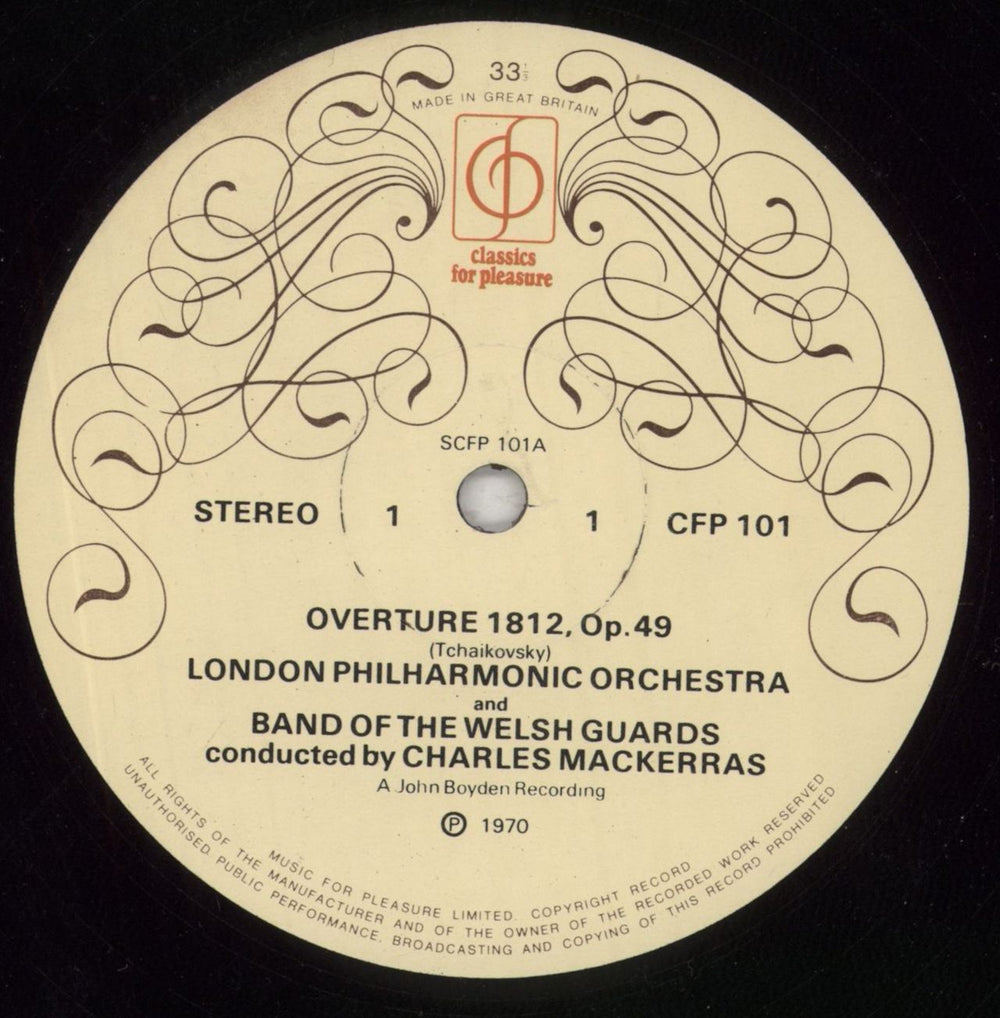 33⅓
MADE IN GREAT BRITAIN
classics
for pleasure
SCFP 101A
STEREO 1 1 CFP 101
OVERTURE 1812, Op.49
(Tchaikovsky)
LONDON PHILHARMONIC ORCHESTRA
and
BAND OF THE WELSH GUARDS
conducted by CHARLES MACKERRAS
A John Boyden Recording
Ⓟ 1970
MUSIC FOR PLEASURE LIMITED. COPYRIGHT RECORD
ALL RIGHTS OF THE MANUFACTURER AND OF THE OWNER OF THE RECORDED WORK RESERVED
UNAUTHORISED PUBLIC PERFORMANCE, BROADCASTING AND COPYING OF THIS RECORD PROHIBITED